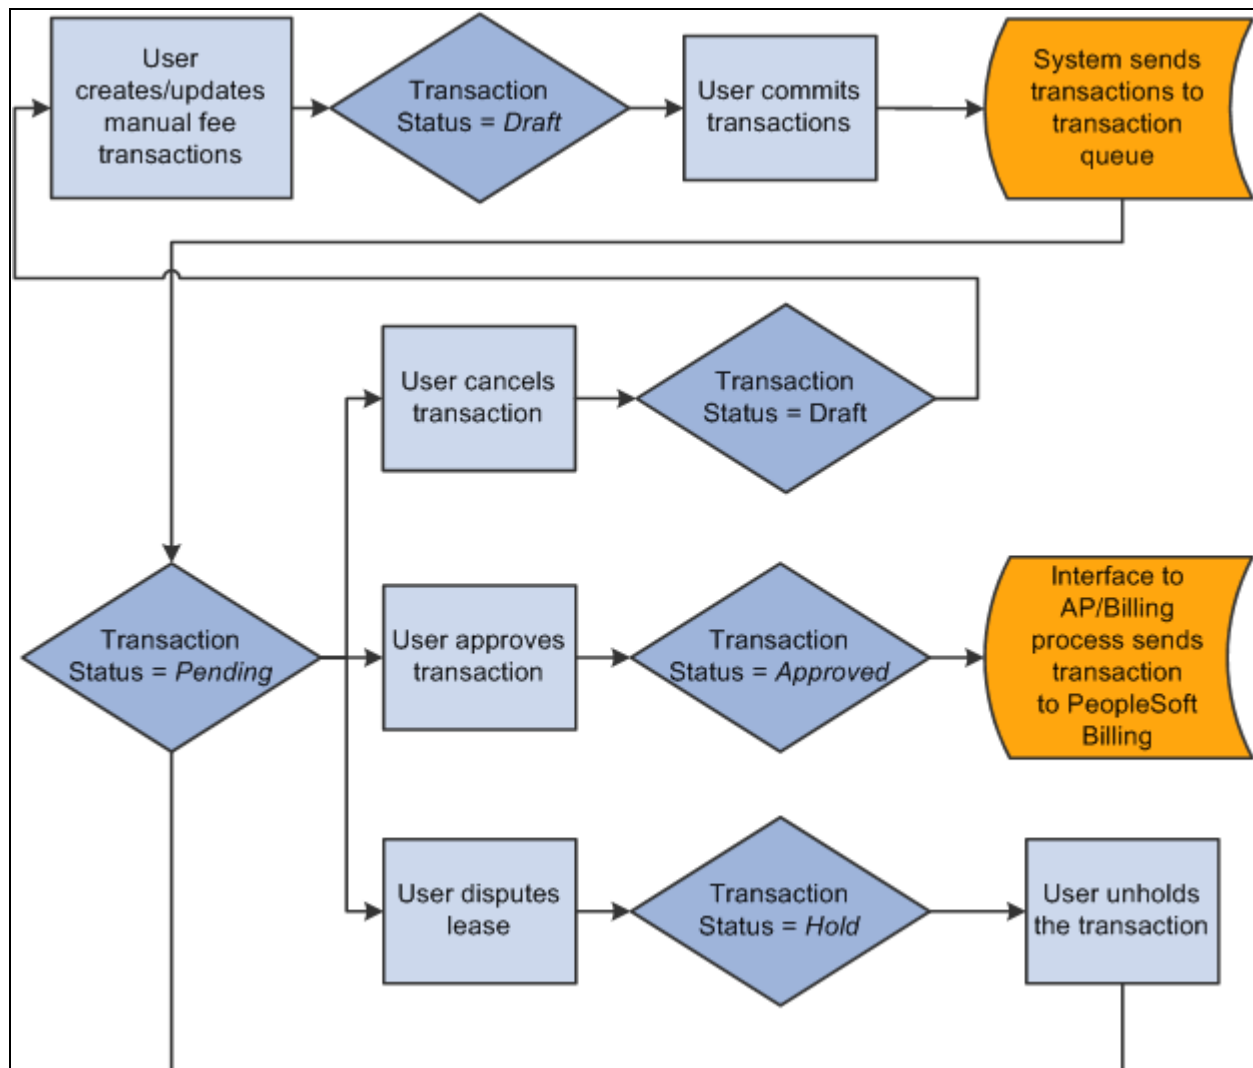 User
creates/updates
manual fee
transactions
Transaction
Status = Draft
User commits
transactions
System sends
transactions to
transaction
queue
User cancels
transaction
Transaction
Status = Draft
Transaction
Status = Pending
User approves
transaction
Transaction
Status = Approved
Interface to
AP/Billing
process sends
transaction
to PeopleSoft
Billing
User disputes
lease
Transaction
Status = Hold
User unholds
the transaction